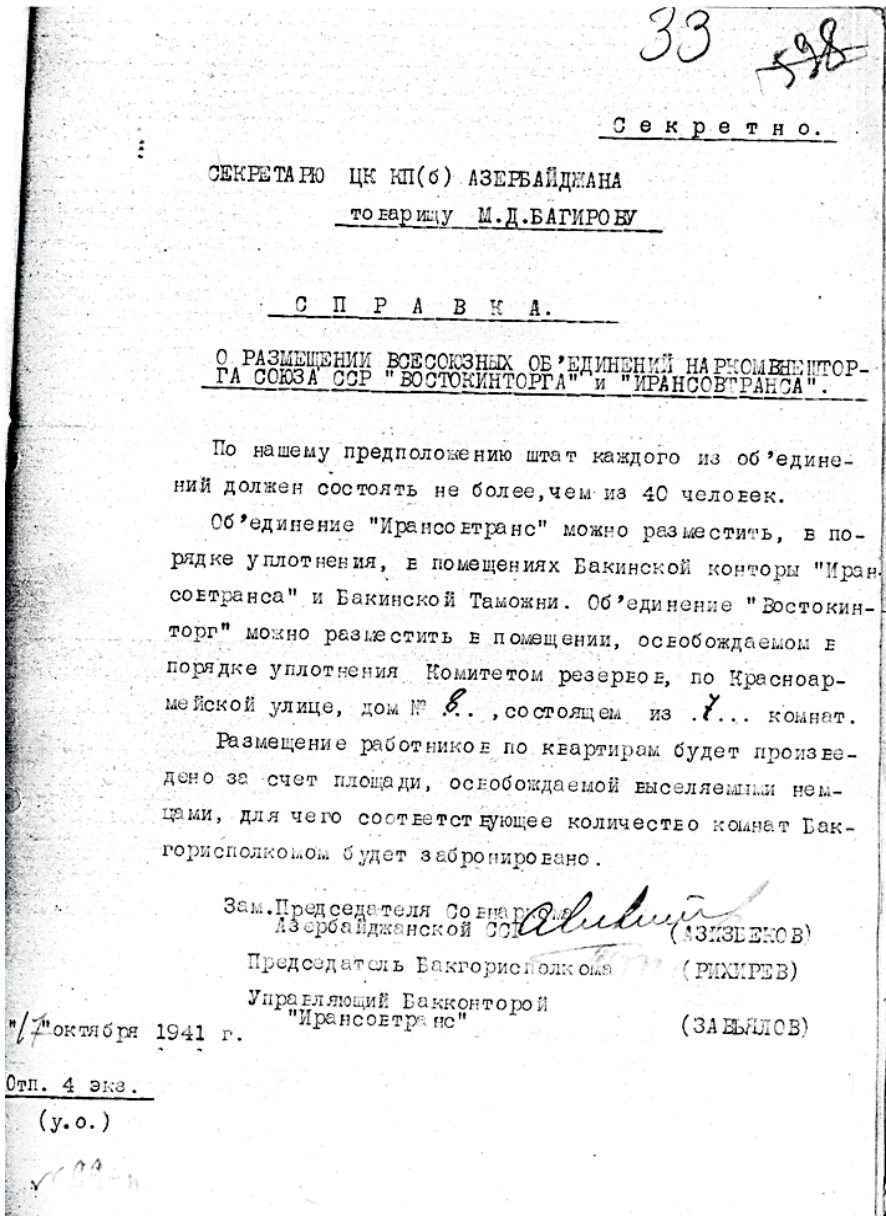 33
598
Секретно.
СЕКРЕТАРЮ ЦК КП(б) АЗЕРБАЙДЖАНА
товарищу М.Д.БАГИРОВУ
СПРАВКА.
О РАЗМЕЩЕНИИ ВСЕСОЮЗНЫХ ОБ'ЕДИНЕНИЙ НАРКОМВНЕШТОР-
ГА СОЮЗА ССР "ВОСТОКИНТОРГА" и "ИРАНСОВТРАНСА".
По нашему предположению штат каждого из об'едине-
ний должен состоять не более,чем из 40 человек.
Об'единение "Ирансовтранс" можно разместить, в по-
рядке уплотнения, в помещениях Бакинской конторы "Иран-
совтранса" и Бакинской Таможни. Об'единение "Востокин-
торг" можно разместить в помещении, освобождаемом в
порядке уплотнения Комитетом резервов, по Красноар-
мейской улице, дом № 8.. ,состоящем из .7... комнат.
Размещение работников по квартирам будет произве-
дено за счет площади, освобождаемой выселяемыми нем-
цами, для чего соответствующее количество комнат Бак-
горисполкомом будет забронировано.
Зам.Председателя Совнаркома
Азербайджанской ССР (АЗИЗБЕКОВ)
Председатель Бакгорисполкома (РИХИРЕВ)
Управляющий Бакконторой
"Ирансовтранс" (ЗАВЬЯЛОВ)
"17"октября 1941 г.
Отп. 4 экз.
(у.о.)